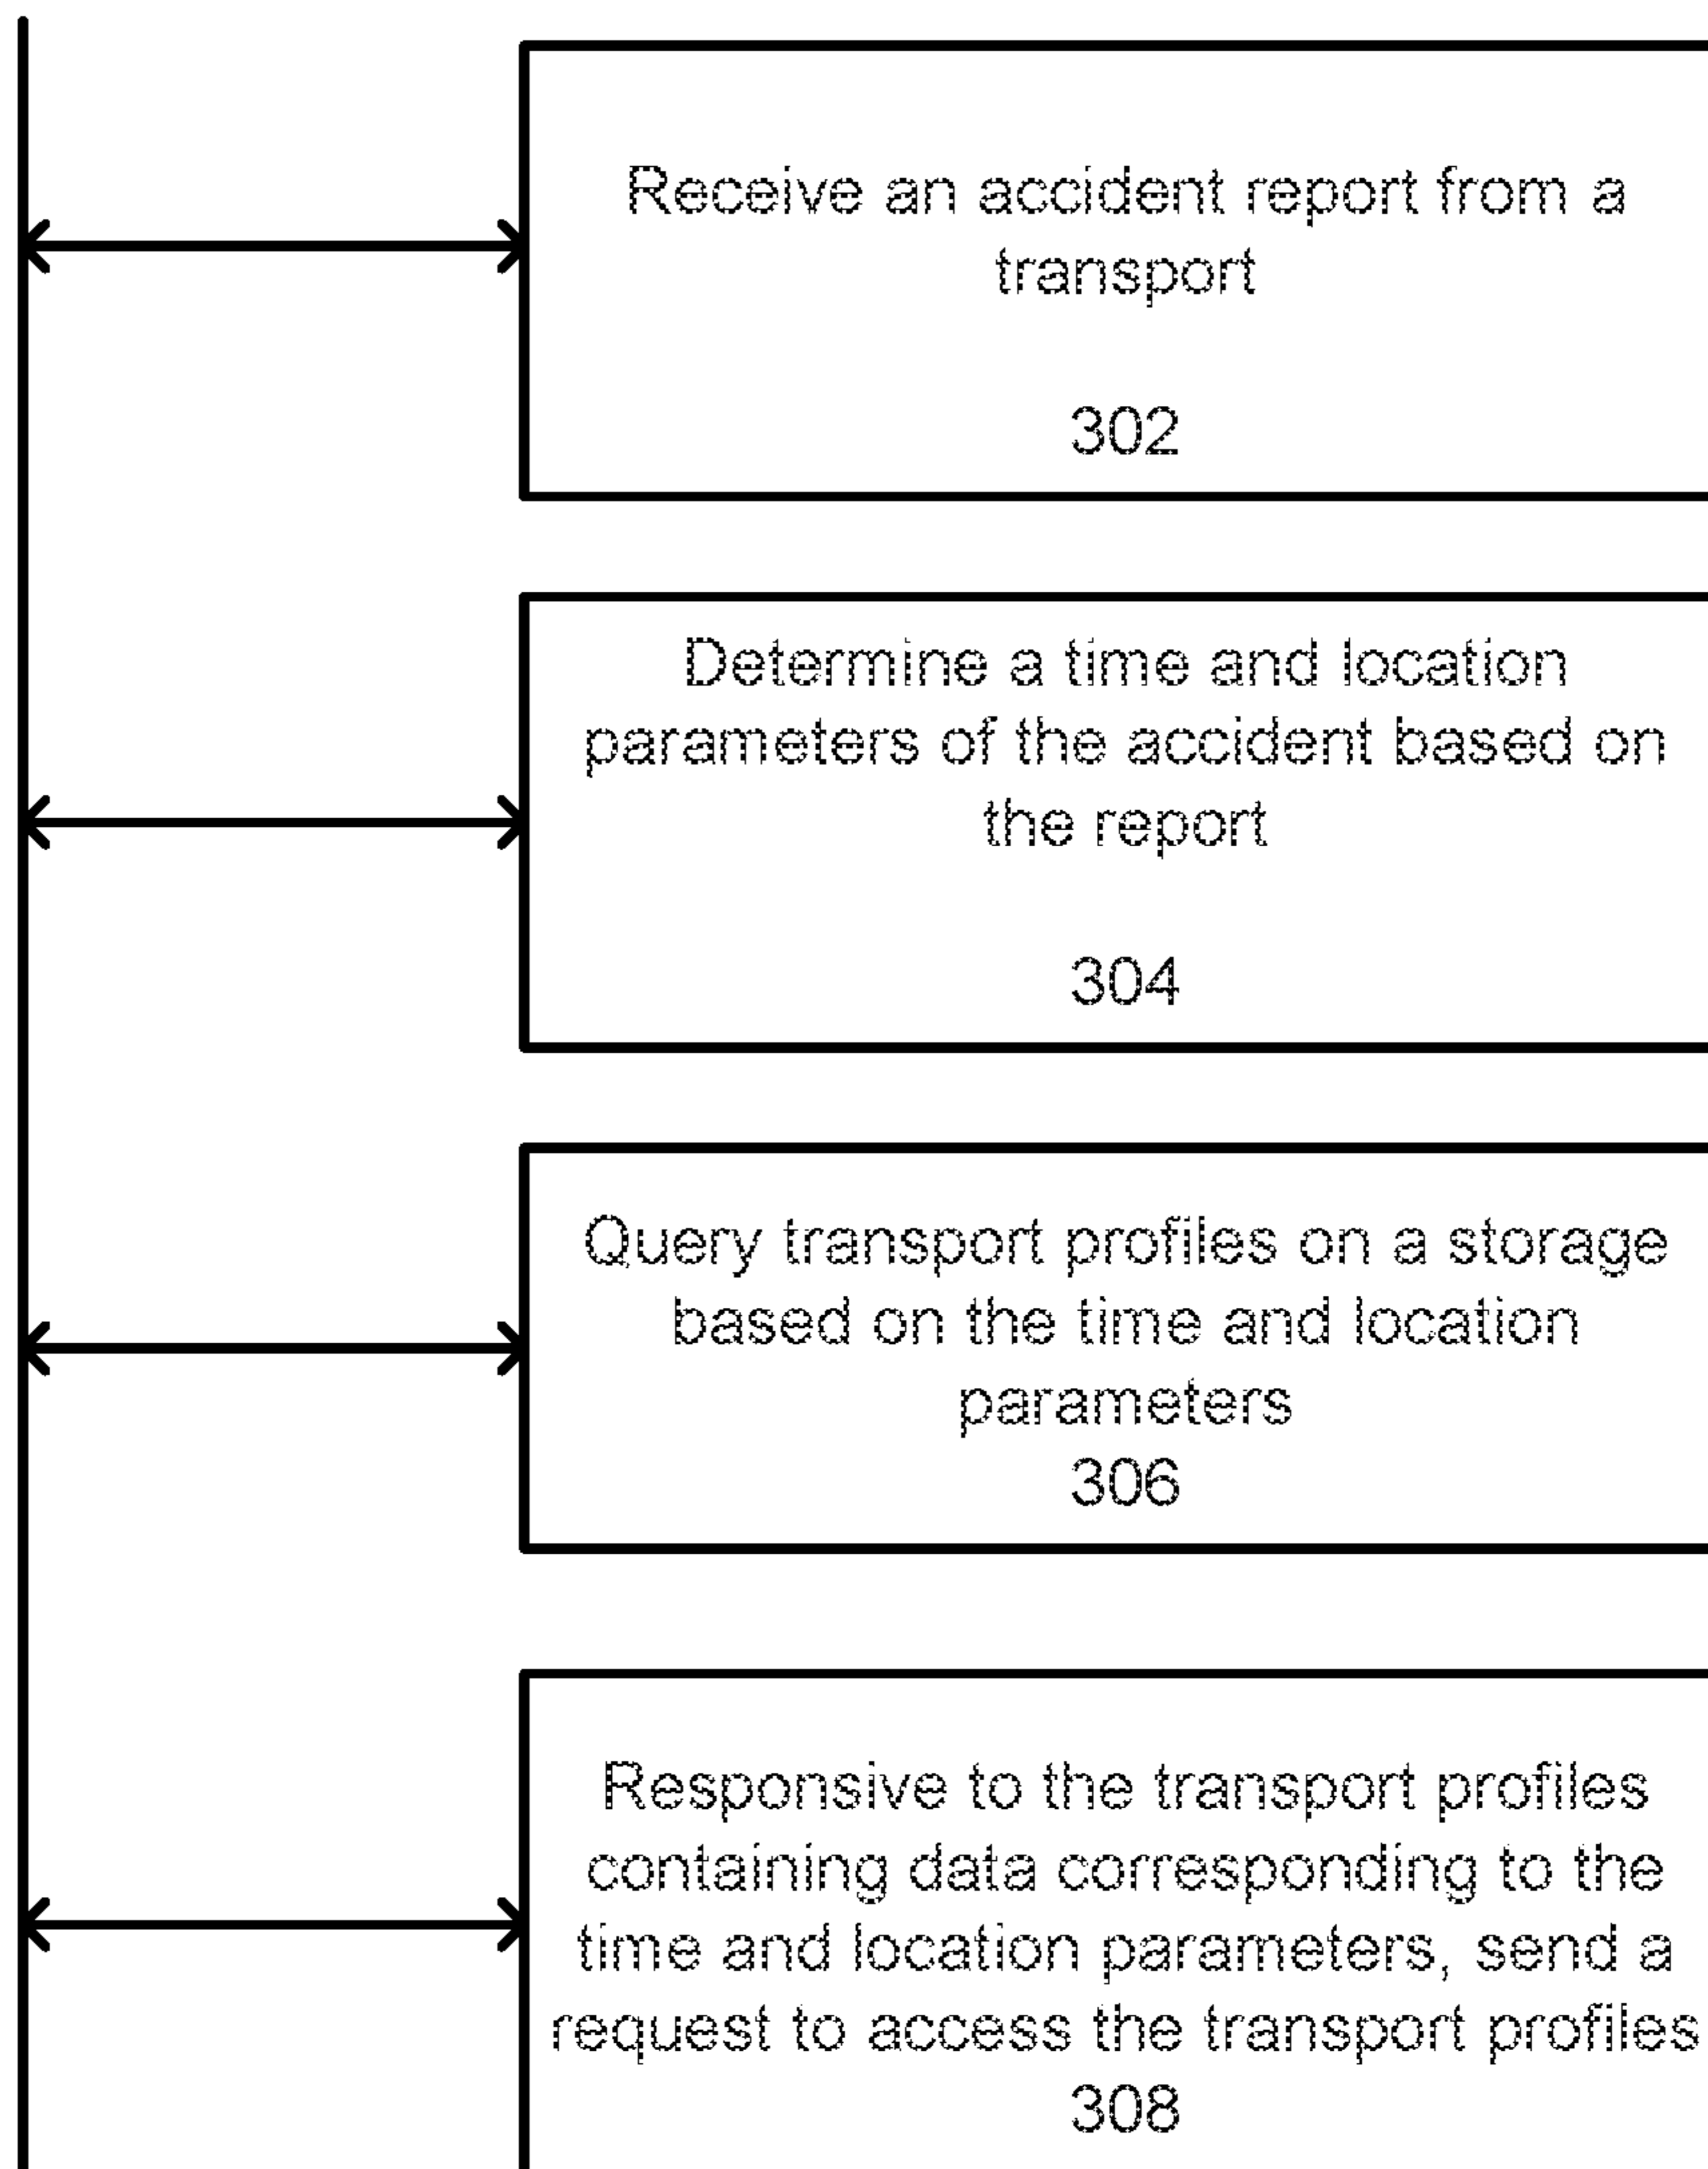 Receive an accident report from a
transport
302
Determine a time and location
parameters of the accident based on
the report
304
Query transport profiles on a storage
based on the time and location
parameters
306
Responsive to the transport profiles
containing data corresponding to the
time and location parameters, send a
request to access the transport profiles
308